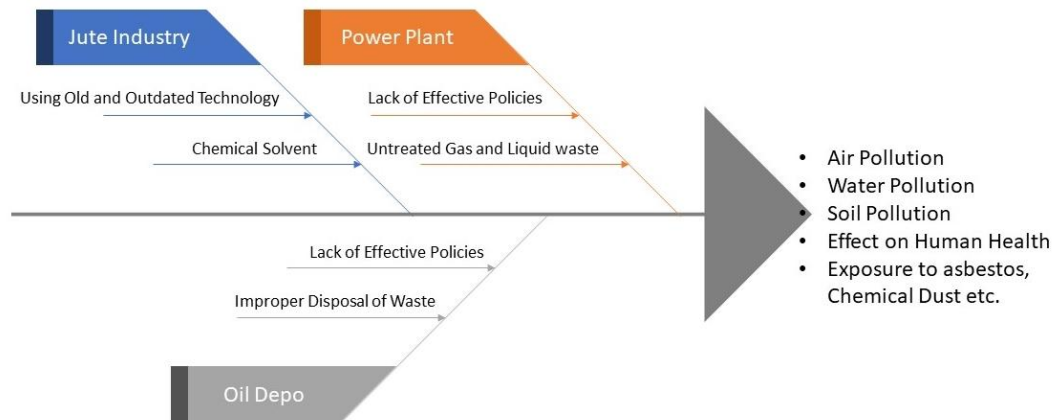 Jute Industry
Power Plant
Using Old and Outdated Technology
Lack of Effective Policies
Chemical Solvent
Untreated Gas and Liquid waste
• Air Pollution
• Water Pollution
• Soil Pollution
• Effect on Human Health
• Exposure to asbestos,
Chemical Dust etc.
Lack of Effective Policies
Improper Disposal of Waste
Oil Depo